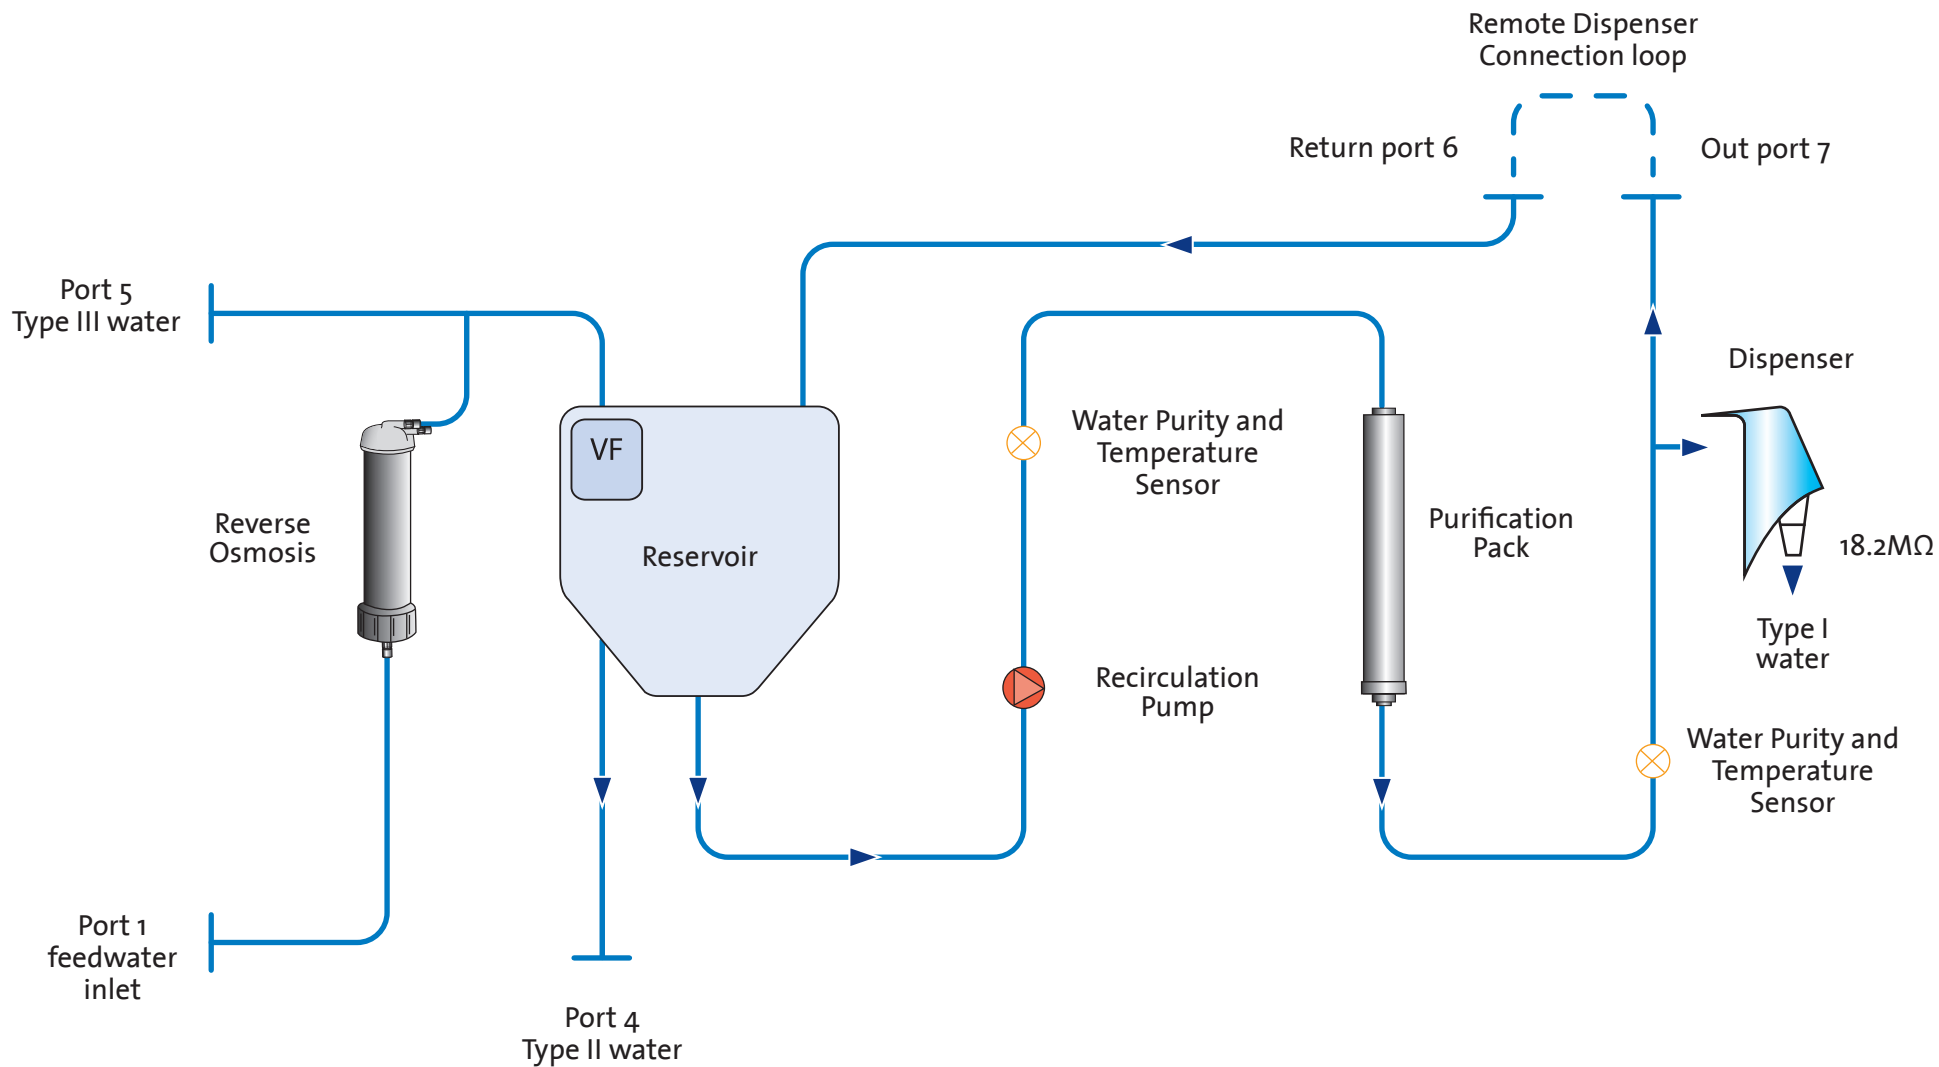 Remote Dispenser
Connection loop
Return port 6
Out port 7
Port 5
Type III water
Dispenser
Water Purity and
Temperature
Sensor
VF
Reservoir
Reverse
Osmosis
Purification
Pack
18.2MΩ
Type I
water
Recirculation
Pump
Water Purity and
Temperature
Sensor
Port 1
feedwater
inlet
Port 4
Type II water